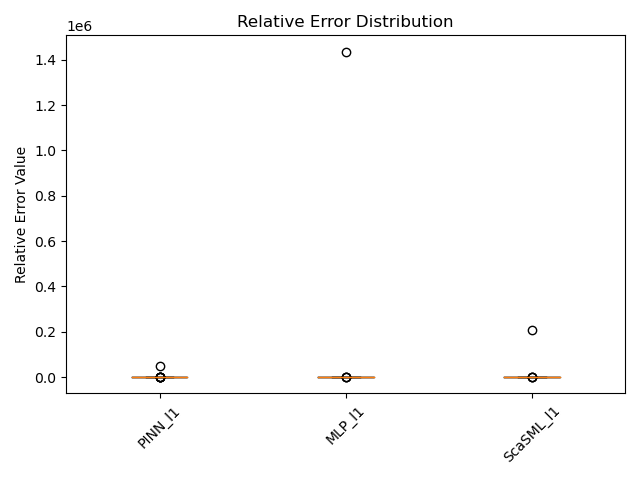 Relative Error Distribution
1e6
Relative Error Value
1.4
1.2
1.0
0.8
0.6
0.4
0.2
0.0
PINN_l1
MLP_l1
ScaSML_l1